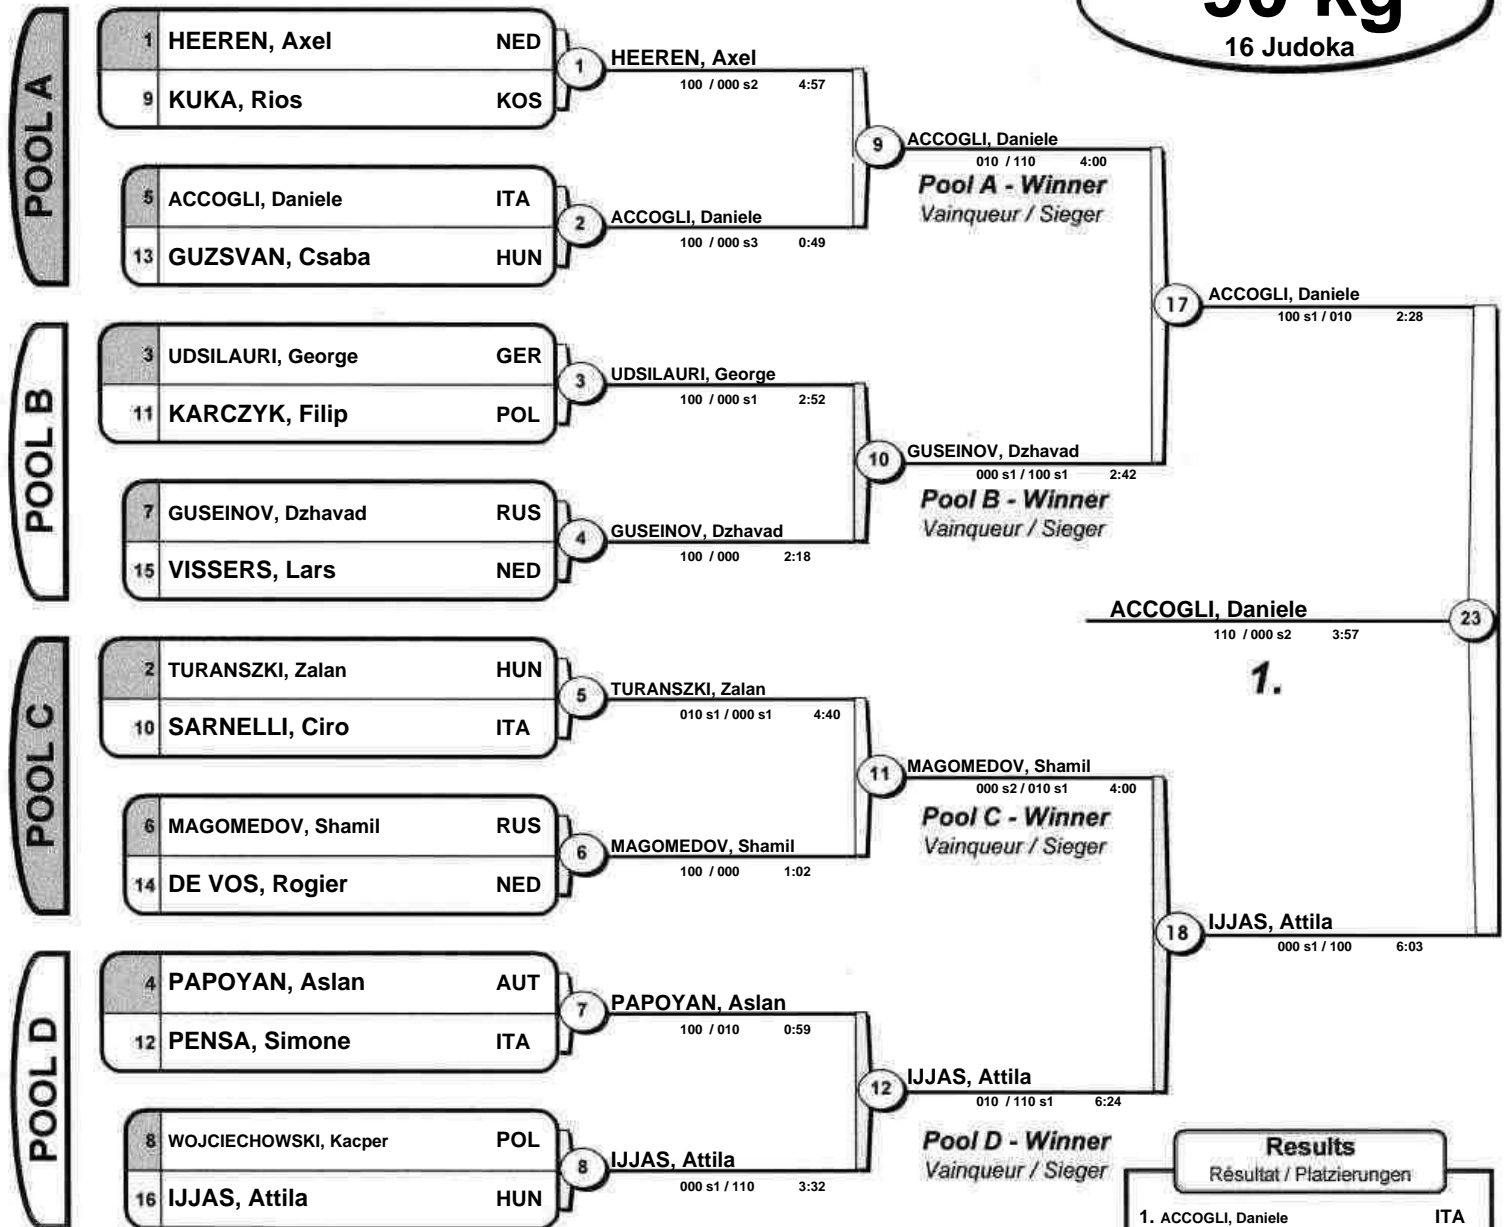 90 kg
16 Judoka
POOL A
1 HEEREN, Axel NED
9 KUKA, Rios KOS
1
HEEREN, Axel
100 / 000 s2 4:57
5 ACCOGLI, Daniele ITA
13 GUZSVAN, Csaba HUN
2
ACCOGLI, Daniele
100 / 000 s3 0:49
9
ACCOGLI, Daniele
010 / 110 4:00
Pool A - Winner
Vainqueur / Sieger
POOL B
3 UDSILAURI, George GER
11 KARCZYK, Filip POL
3
UDSILAURI, George
100 / 000 s1 2:52
7 GUSEINOV, Dzhavad RUS
15 VISSERS, Lars NED
4
GUSEINOV, Dzhavad
100 / 000 2:18
10
GUSEINOV, Dzhavad
000 s1 / 100 s1 2:42
Pool B - Winner
Vainqueur / Sieger
17
ACCOGLI, Daniele
100 s1 / 010 2:28
POOL C
2 TURANSZKI, Zalan HUN
10 SARNELLI, Ciro ITA
5
TURANSZKI, Zalan
010 s1 / 000 s1 4:40
6 MAGOMEDOV, Shamil RUS
14 DE VOS, Rogier NED
6
MAGOMEDOV, Shamil
100 / 000 1:02
11
MAGOMEDOV, Shamil
000 s2 / 010 s1 4:00
Pool C - Winner
Vainqueur / Sieger
POOL D
4 PAPOYAN, Aslan AUT
12 PENSA, Simone ITA
7
PAPOYAN, Aslan
100 / 010 0:59
8 WOJCIECHOWSKI, Kacper POL
16 IJJAS, Attila HUN
8
IJJAS, Attila
000 s1 / 110 3:32
12
IJJAS, Attila
010 / 110 s1 6:24
Pool D - Winner
Vainqueur / Sieger
18
IJJAS, Attila
000 s1 / 100 6:03
23
ACCOGLI, Daniele
110 / 000 s2 3:57
1.
Results
Résultat / Platzierungen
1. ACCOGLI, Daniele ITA